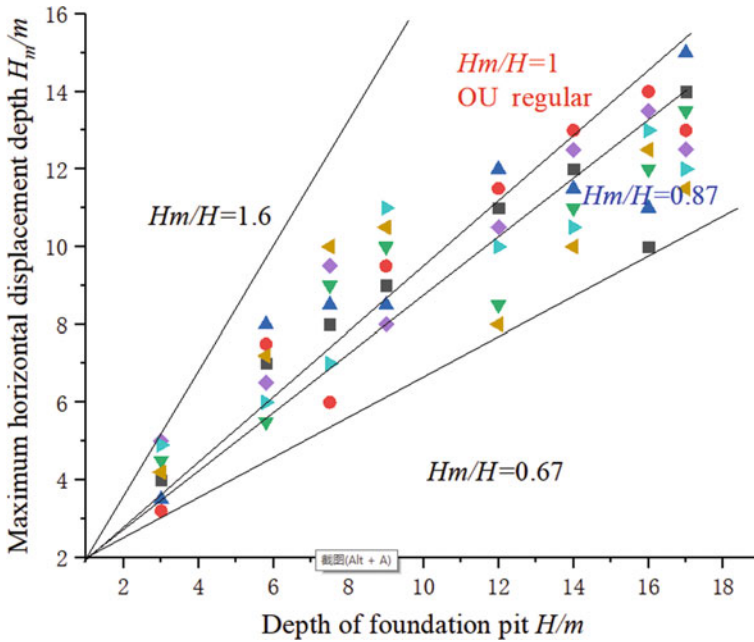 16
14
12
10
8
6
4
2
Maximum horizontal displacement depth Hm/m
Hm/H=1
OU regular
Hm/H=1.6
Hm/H=0.87
Hm/H=0.67
截图(Alt + A)
2 4 6 8 10 12 14 16 18
Depth of foundation pit H/m